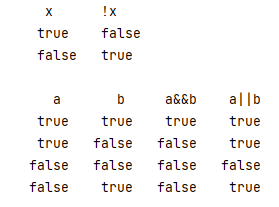 x !x
true false
false true
a b a&&b a||b
true true true true
true false false true
false false false false
false true false true